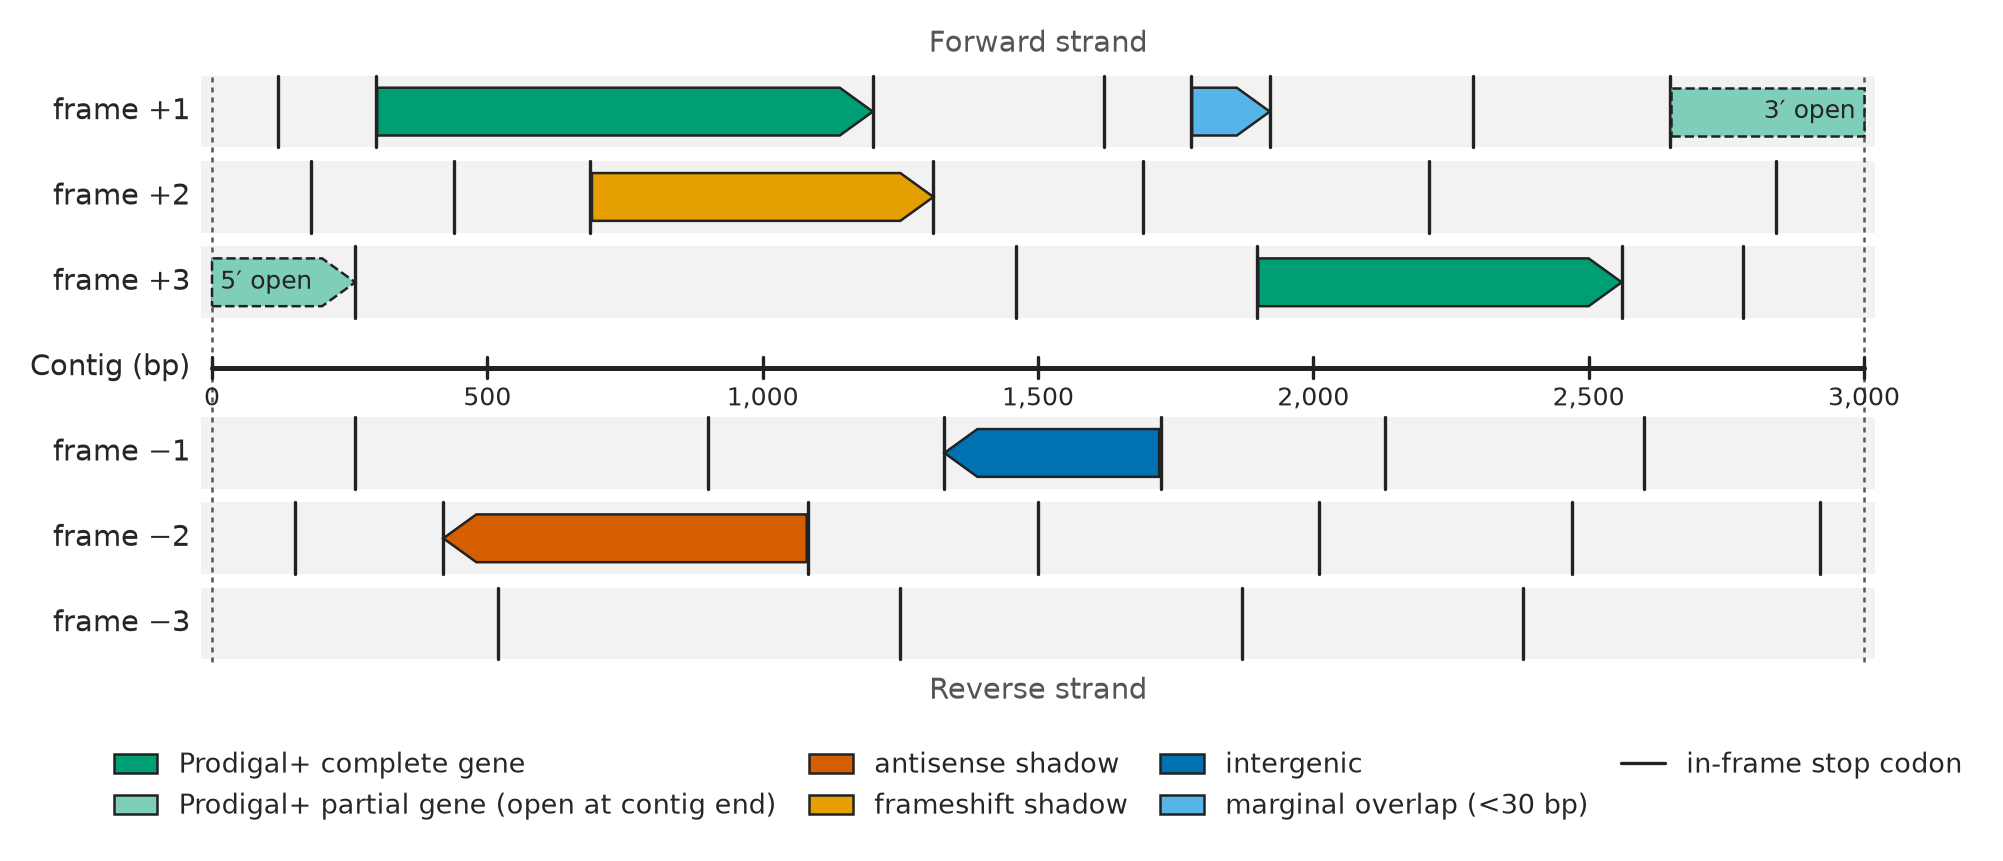 Forward strand
frame +1
3′ open
frame +2
frame +3
5′ open
Contig (bp)
0 500 1,000 1,500 2,000 2,500 3,000
frame −1
frame −2
frame −3
Reverse strand
Prodigal+ complete gene
Prodigal+ partial gene (open at contig end)
antisense shadow
frameshift shadow
intergenic
marginal overlap (<30 bp)
in-frame stop codon